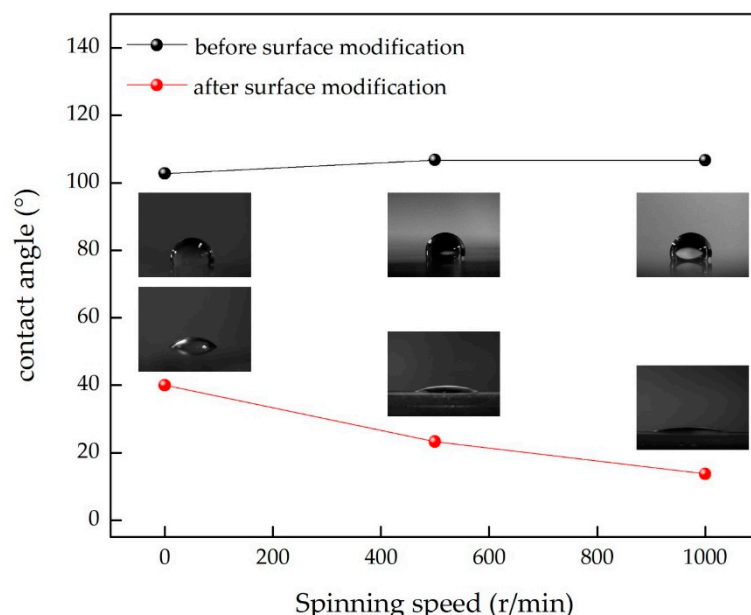 140
before surface modification
after surface modification
120
100
80
60
40
20
0
contact angle (°)
0 200 400 600 800 1000
Spinning speed (r/min)